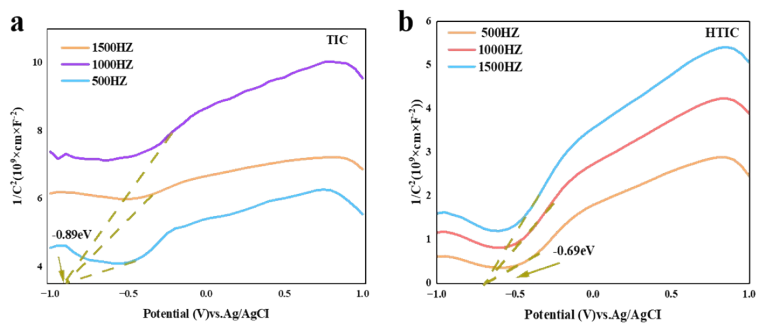 a
TIC
1500HZ
1000HZ
500HZ
1/C²(10⁹×cm×F⁻²)
10
8
6
4
-0.89eV
−1.0
−0.5
0.0
0.5
1.0
Potential (V)vs.Ag/AgCl
b
HTIC
500HZ
1000HZ
1500HZ
1/C²(10⁹×cm×F⁻²))
6
5
4
3
2
1
0
-0.69eV
−1.0
−0.5
0.0
0.5
1.0
Potential (V)vs.Ag/AgCl